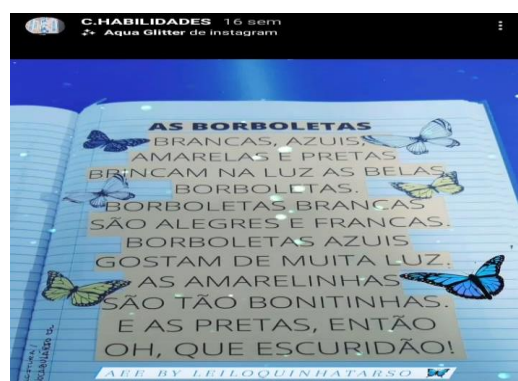 C.HABILIDADES 16 sem
Aqua Glitter de instagram
AS BORBOLETAS
BRANCAS, AZUIS,
AMARELAS E PRETAS
BRINCAM NA LUZ AS BELAS
BORBOLETAS.
BORBOLETAS BRANCAS
SÃO ALEGRES E FRANCAS.
BORBOLETAS AZUIS
GOSTAM DE MUITA LUZ.
AS AMARELINHAS
SÃO TÃO BONITINHAS.
E AS PRETAS, ENTÃO
OH, QUE ESCURIDÃO!
AEE BY LEILOQUINHATARSO